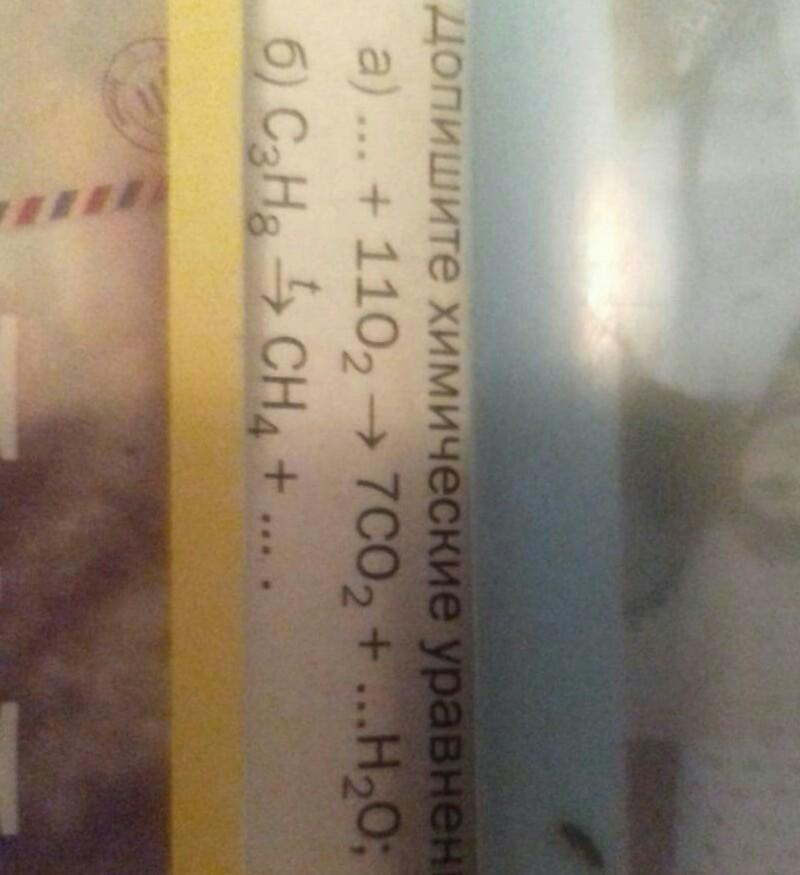 Допишите химические уравнен
а) ... + 11O₂ → 7CO₂ + ...H₂O;
б) C₃H₈ t→ CH₄ + ... .